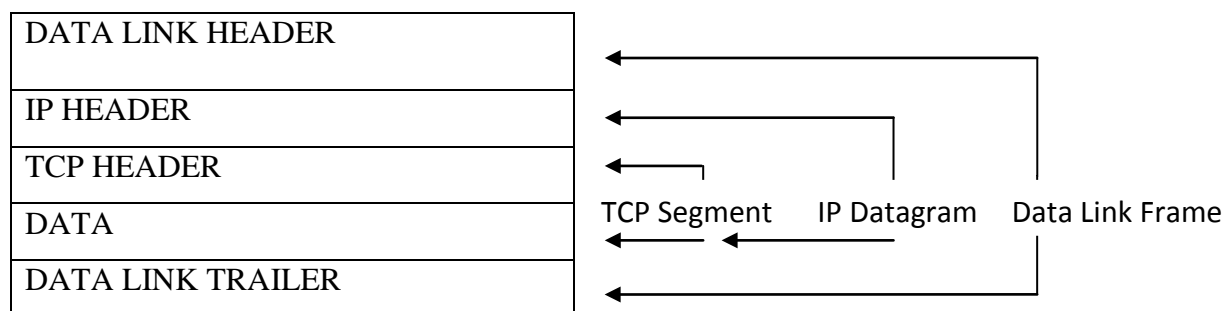 DATA LINK HEADER
IP HEADER
TCP HEADER
DATA
DATA LINK TRAILER
TCP Segment IP Datagram Data Link Frame